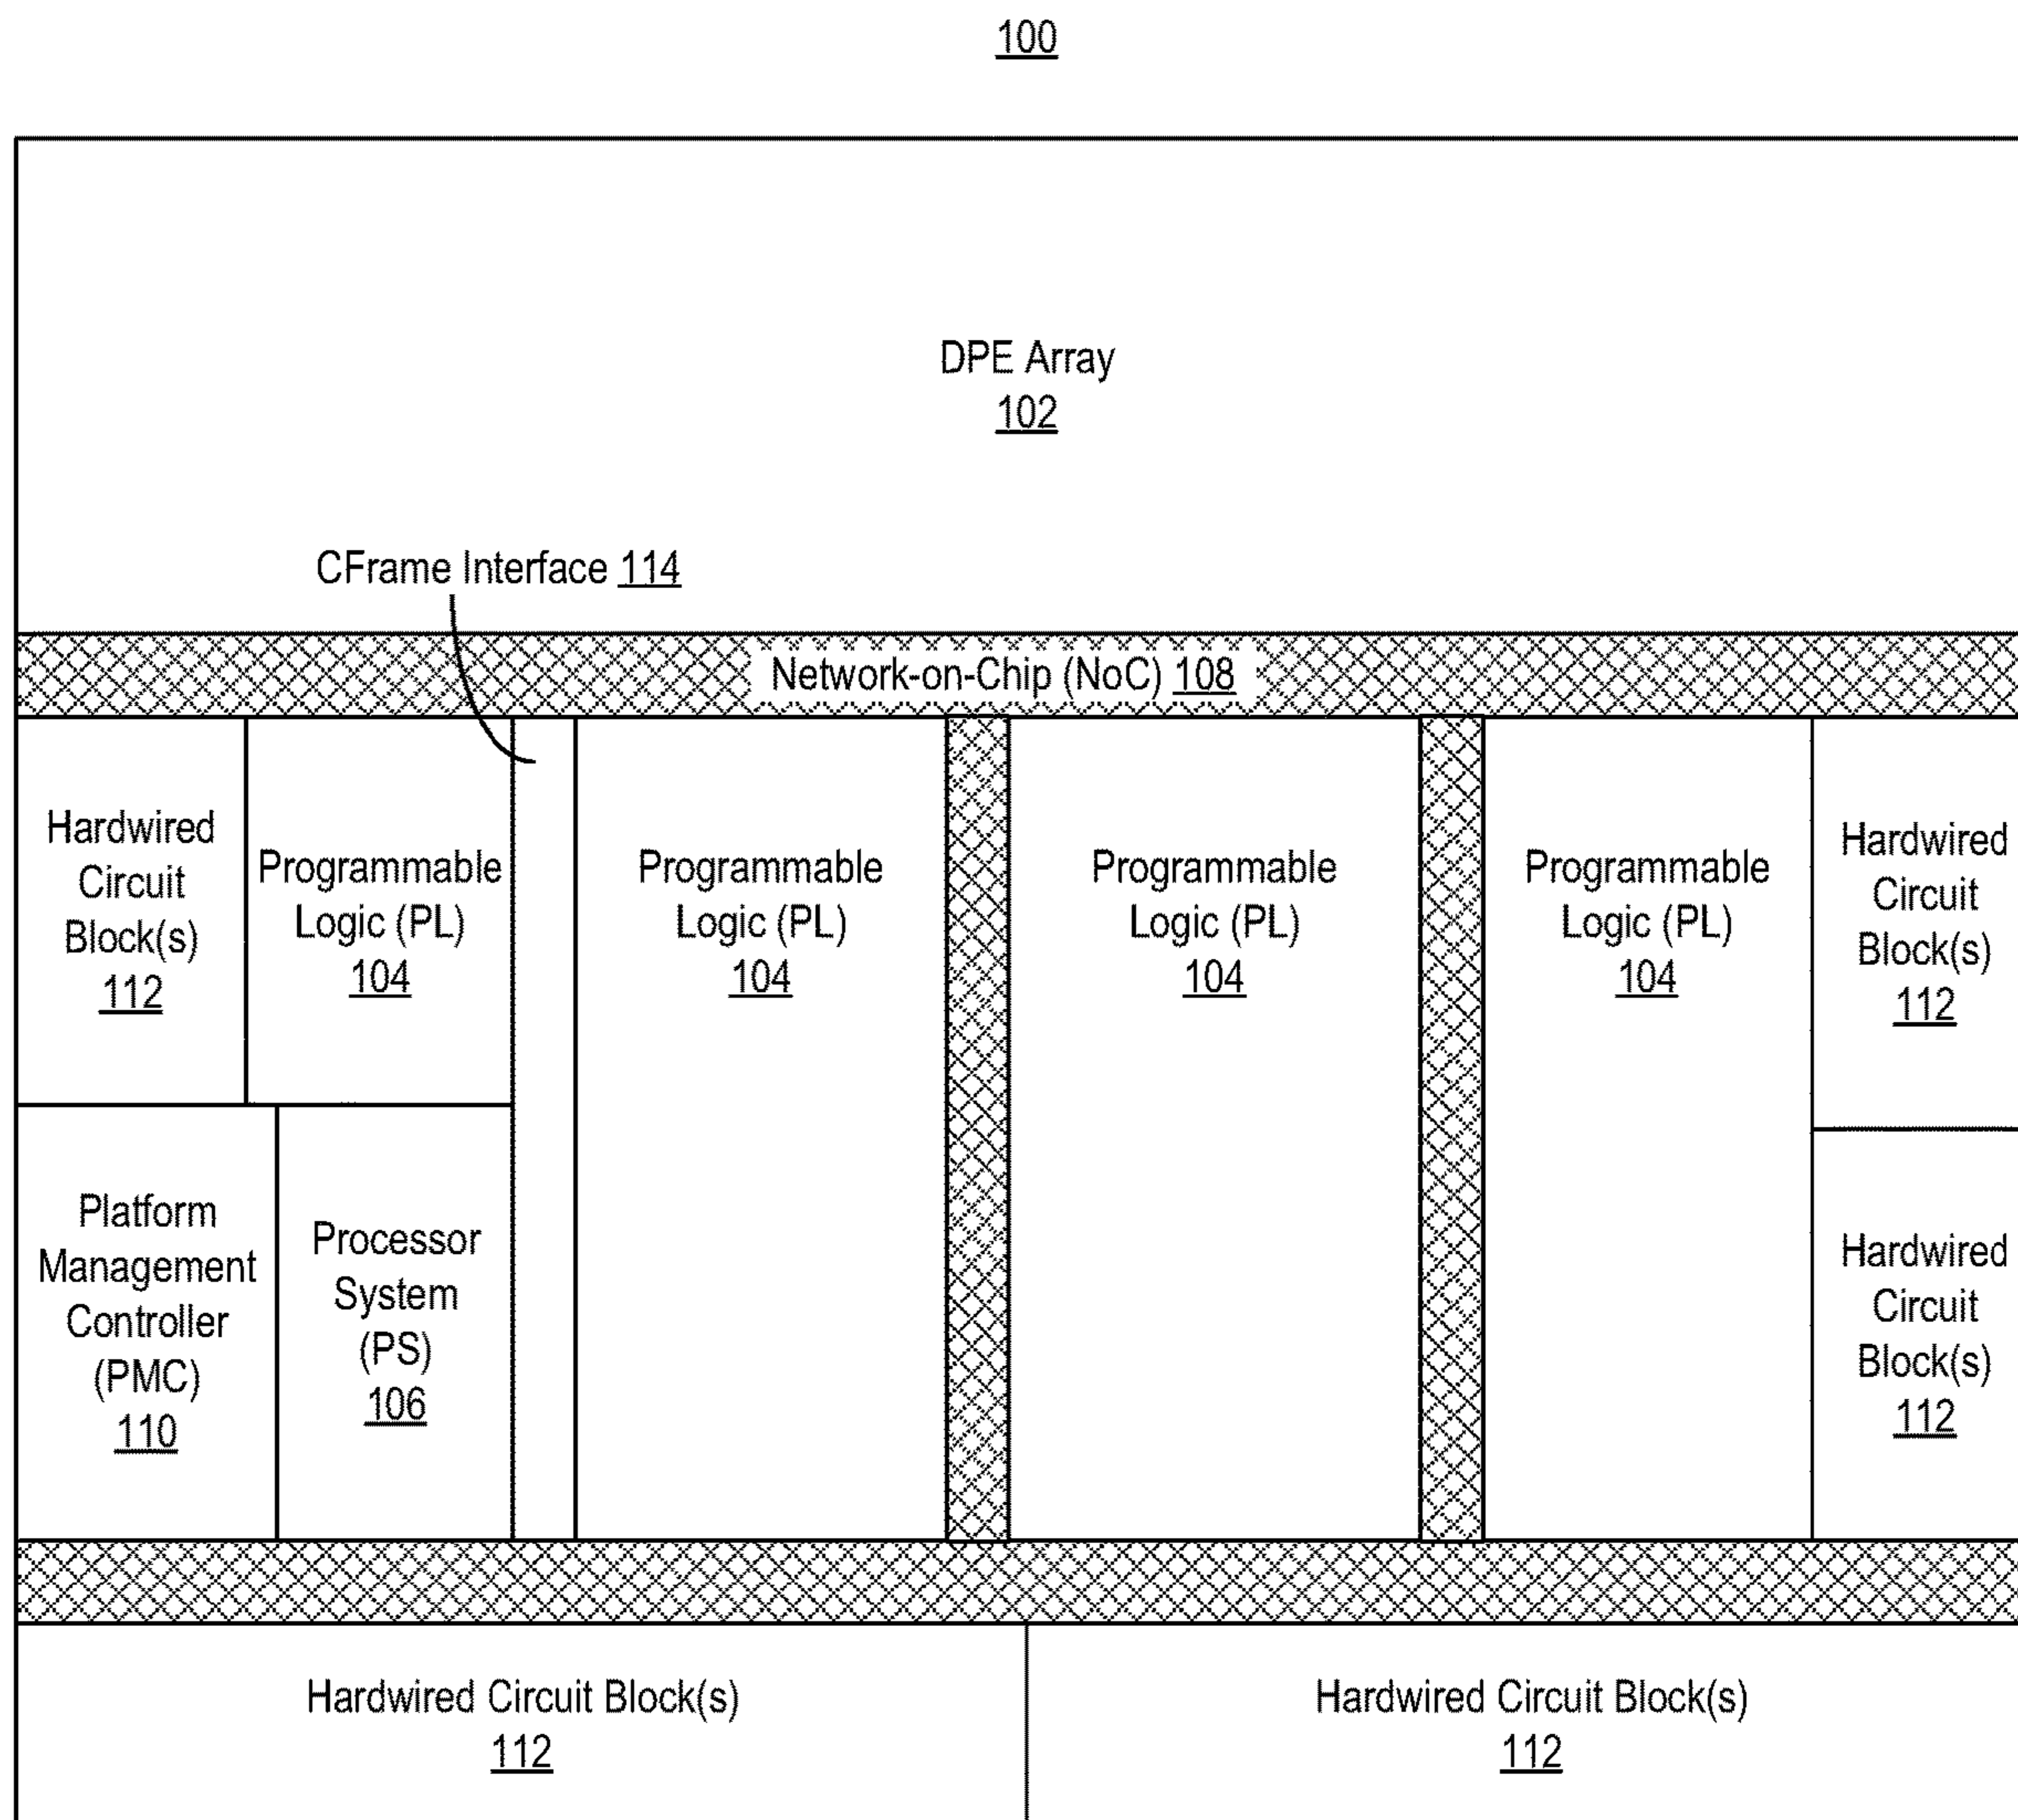 100
DPE Array
102
CFrame Interface 114
Network-on-Chip (NoC) 108
Hardwired
Circuit
Block(s)
112
Programmable
Logic (PL)
104
Programmable
Logic (PL)
104
Programmable
Logic (PL)
104
Programmable
Logic (PL)
104
Hardwired
Circuit
Block(s)
112
Platform
Management
Controller
(PMC)
110
Processor
System
(PS)
106
Hardwired
Circuit
Block(s)
112
Hardwired Circuit Block(s)
112
Hardwired Circuit Block(s)
112